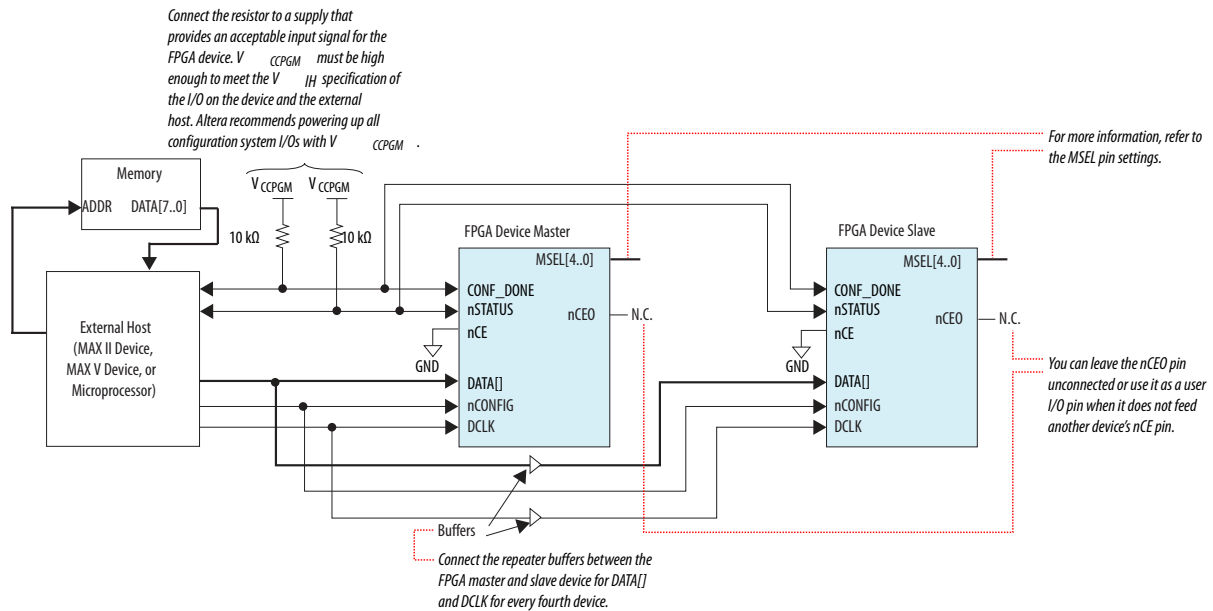 Connect the resistor to a supply that
provides an acceptable input signal for the
FPGA device. V CCPGM must be high
enough to meet the V IH specification of
the I/O on the device and the external
host. Altera recommends powering up all
configuration system I/Os with V CCPGM .
For more information, refer to
the MSEL pin settings.
Memory
ADDR DATA[7..0]
V CCPGM V CCPGM
10 kΩ 10 kΩ
FPGA Device Master
MSEL[4..0]
CONF_DONE
nSTATUS
nCE
nCEO
N.C.
GND
DATA[]
nCONFIG
DCLK
FPGA Device Slave
MSEL[4..0]
CONF_DONE
nSTATUS
nCE
nCEO
N.C.
GND
DATA[]
nCONFIG
DCLK
External Host
(MAX II Device,
MAX V Device, or
Microprocessor)
You can leave the nCEO pin
unconnected or use it as a user
I/O pin when it does not feed
another device's nCE pin.
Buffers
Connect the repeater buffers between the
FPGA master and slave device for DATA[]
and DCLK for every fourth device.